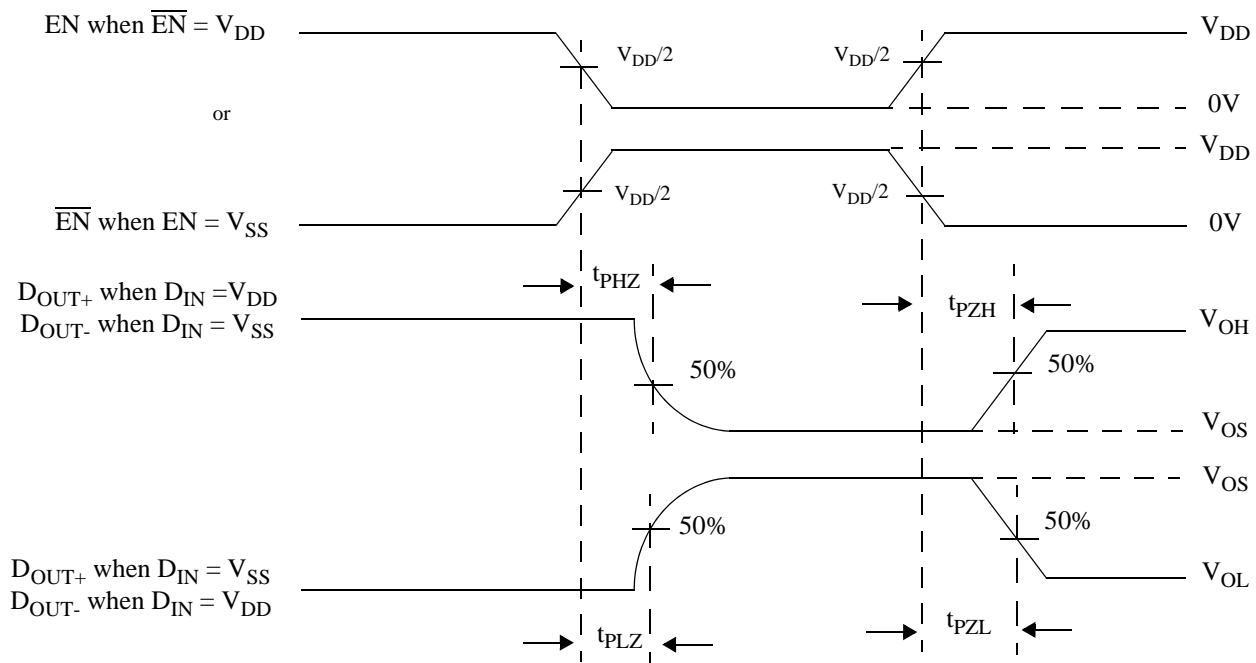 EN when E̅N̅ = VDD
VDD/2
VDD/2
VDD
or
0V
VDD
VDD/2
VDD/2
E̅N̅ when EN = VSS
0V
tPHZ
DOUT+ when DIN =VDD
DOUT- when DIN = VSS
tPZH
VOH
50%
50%
VOS
VOS
50%
50%
DOUT+ when DIN = VSS
DOUT- when DIN = VDD
VOL
tPLZ
tPZL